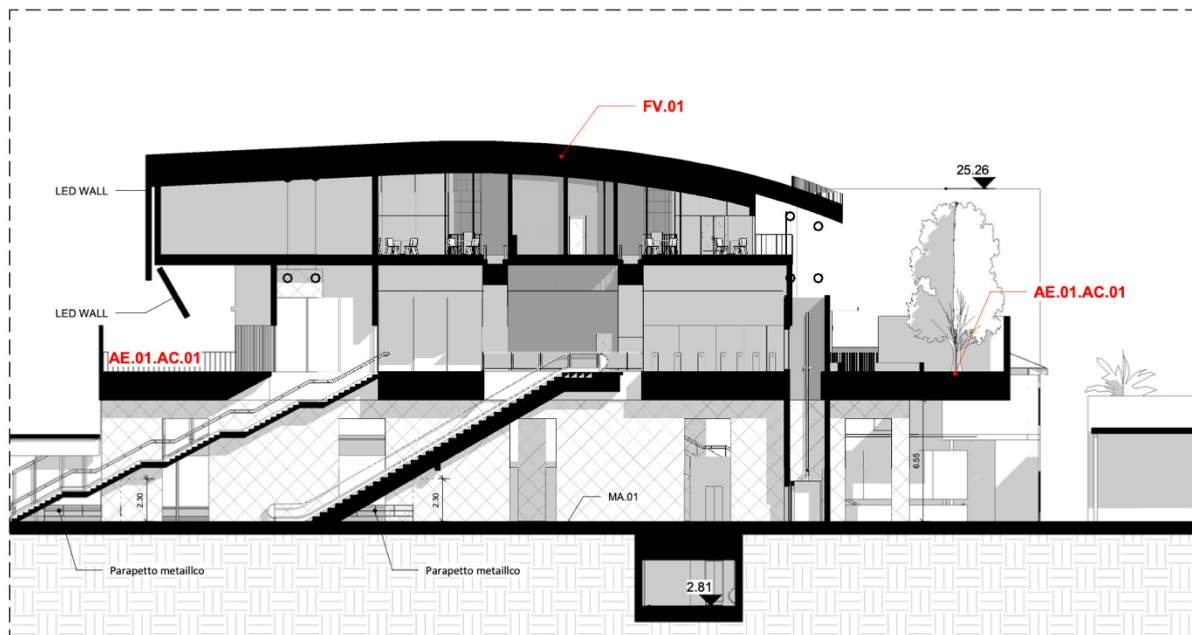 FV.01
25.26
LED WALL
AE.01.AC.01
LED WALL
AE.01.AC.01
6.55
2.30
2.30
MA.01
Parapetto metaillco
Parapetto metaillco
2.81